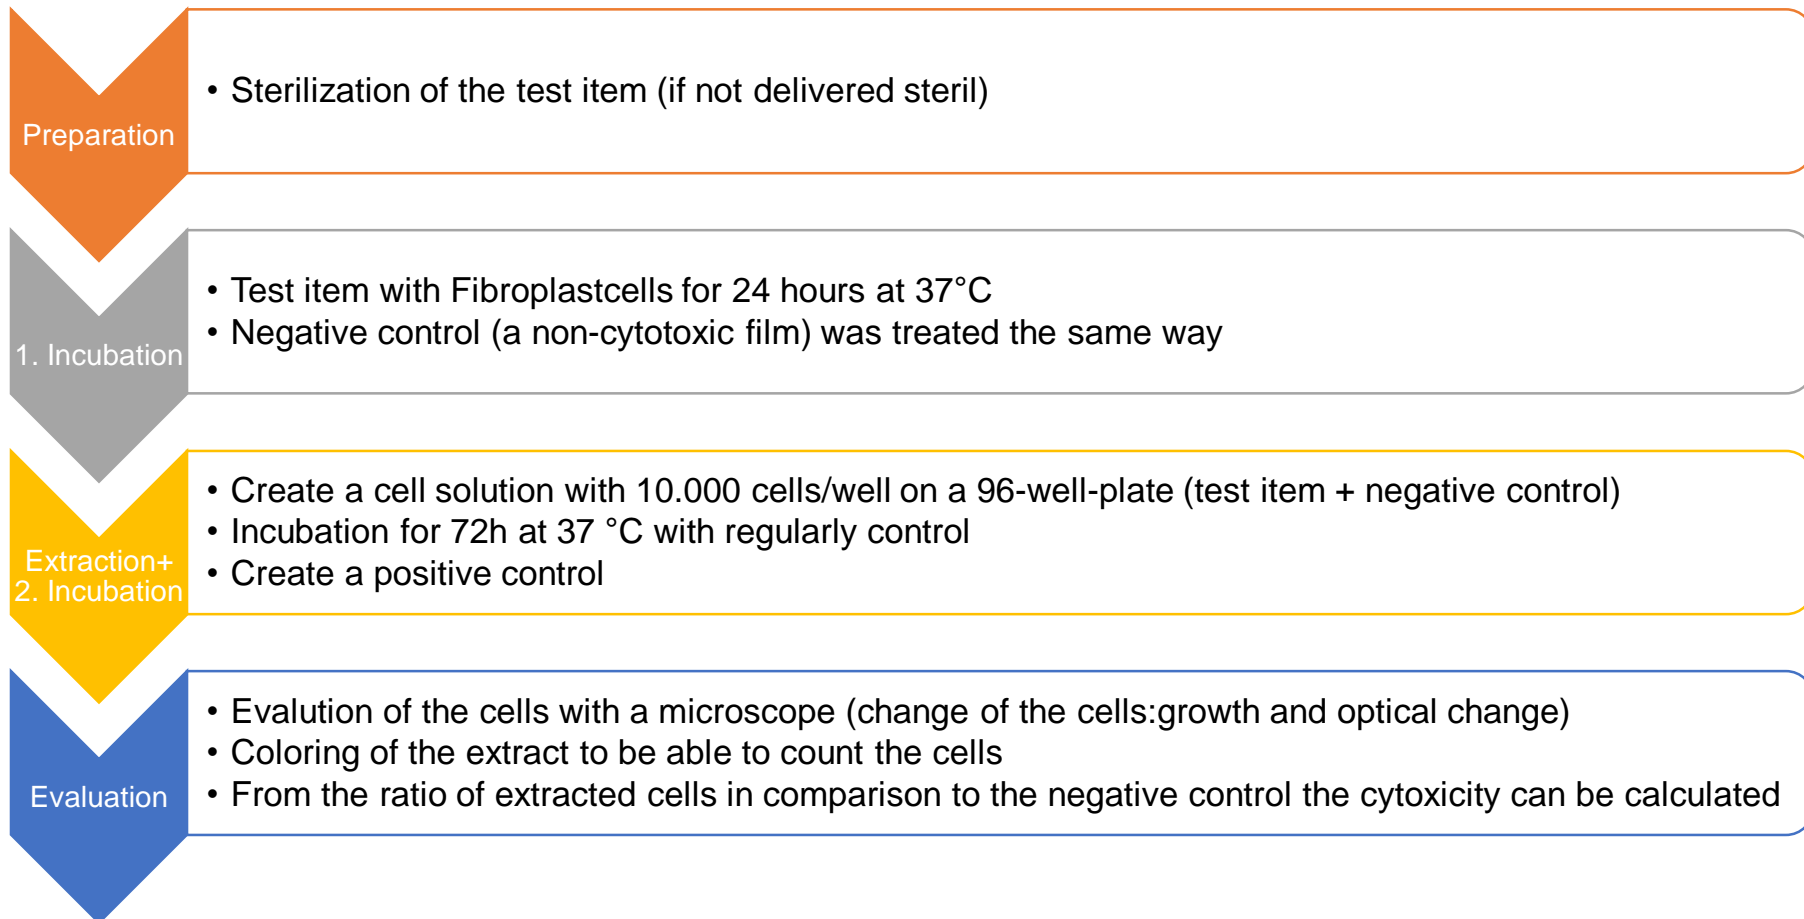 Preparation
• Sterilization of the test item (if not delivered steril)
1. Incubation
• Test item with Fibroplastcells for 24 hours at 37°C
• Negative control (a non-cytotoxic film) was treated the same way
Extraction+
2. Incubation
• Create a cell solution with 10.000 cells/well on a 96-well-plate (test item + negative control)
• Incubation for 72h at 37 °C with regularly control
• Create a positive control
Evaluation
• Evalution of the cells with a microscope (change of the cells:growth and optical change)
• Coloring of the extract to be able to count the cells
• From the ratio of extracted cells in comparison to the negative control the cytoxicity can be calculated